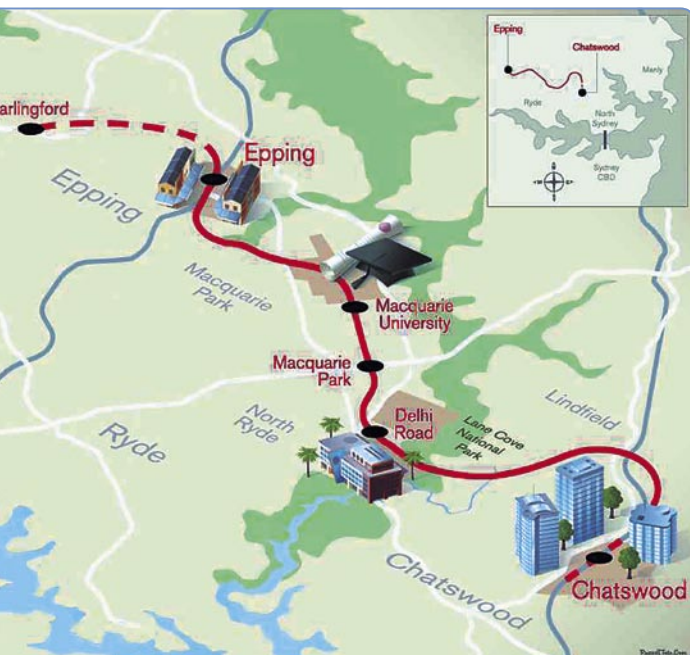 Epping
Chatswood
Manly
Ryde
North
Sydney
Sydney
CBD
N
S
arlingford
Epping
Epping
Macquarie
Park
Macquarie
University
Macquarie
Park
Delhi
Road
North
Ryde
Ryde
Lane Cove
National
Park
Lindfield
Chatswood
Chatswood